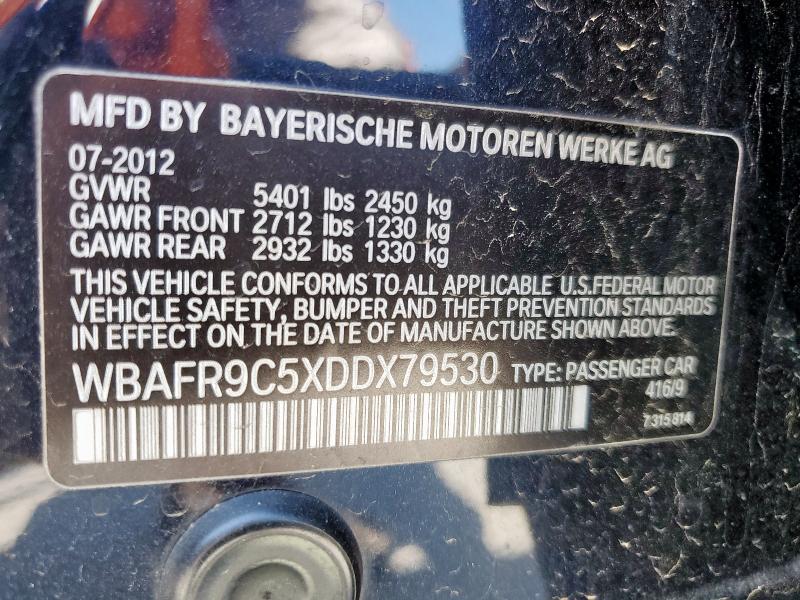 MFD BY BAYERISCHE MOTOREN WERKE AG
07-2012
GVWR 5401 lbs 2450 kg
GAWR FRONT 2712 lbs 1230 kg
GAWR REAR 2932 lbs 1330 kg
THIS VEHICLE CONFORMS TO ALL APPLICABLE U.S.FEDERAL MOTOR
VEHICLE SAFETY, BUMPER AND THEFT PREVENTION STANDARDS
IN EFFECT ON THE DATE OF MANUFACTURE SHOWN ABOVE.
WBAFR9C5XDDX79530 TYPE: PASSENGER CAR
416/9
7 315 814